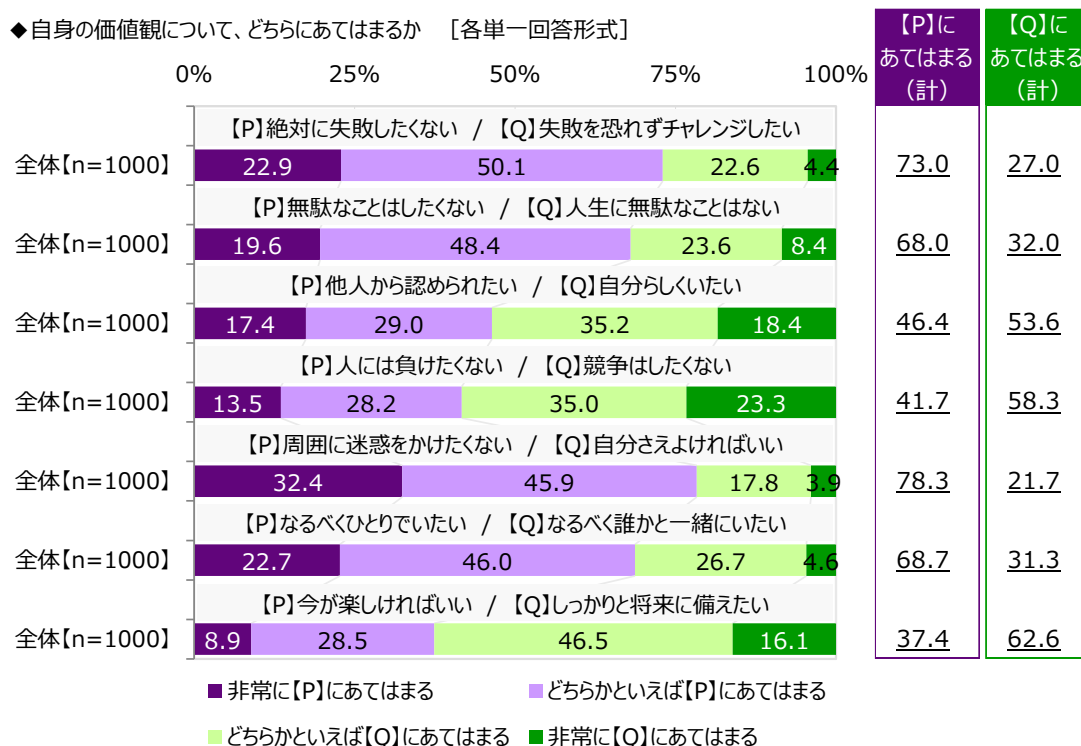 ◆自身の価値観について、どちらにあてはまるか　［各単一回答形式］
【P】に
あてはまる
（計）
【Q】に
あてはまる
（計）
0% 25% 50% 75% 100%
【P】絶対に失敗したくない / 【Q】失敗を恐れずチャレンジしたい
全体【n=1000】 22.9 50.1 22.6 4.4 73.0 27.0
【P】無駄なことはしたくない / 【Q】人生に無駄なことはない
全体【n=1000】 19.6 48.4 23.6 8.4 68.0 32.0
【P】他人から認められたい / 【Q】自分らしくいたい
全体【n=1000】 17.4 29.0 35.2 18.4 46.4 53.6
【P】人には負けたくない / 【Q】競争はしたくない
全体【n=1000】 13.5 28.2 35.0 23.3 41.7 58.3
【P】周囲に迷惑をかけたくない / 【Q】自分さえよければいい
全体【n=1000】 32.4 45.9 17.8 3.9 78.3 21.7
【P】なるべくひとりでいたい / 【Q】なるべく誰かと一緒にいたい
全体【n=1000】 22.7 46.0 26.7 4.6 68.7 31.3
【P】今が楽しければいい / 【Q】しっかりと将来に備えたい
全体【n=1000】 8.9 28.5 46.5 16.1 37.4 62.6
非常に【P】にあてはまる どちらかといえば【P】にあてはまる
どちらかといえば【Q】にあてはまる 非常に【Q】にあてはまる